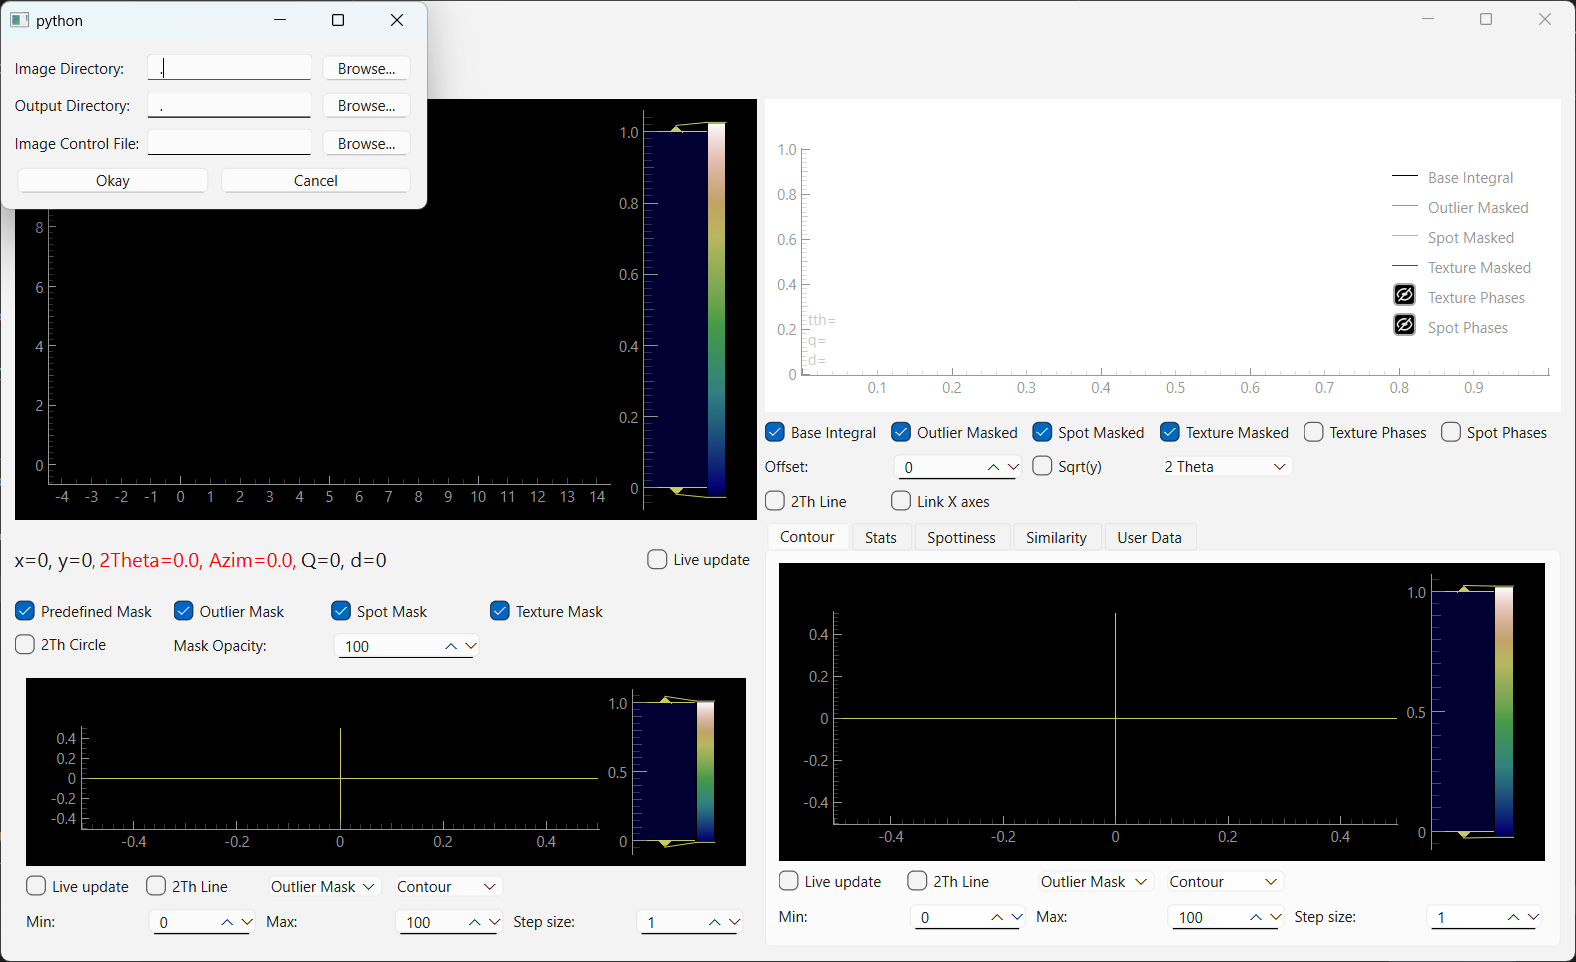 python
Image Directory:
.
Browse...
Output Directory:
.
Browse...
Image Control File:
Browse...
Okay
Cancel
8
6
4
2
0
-4 -3 -2 -1 0 1 2 3 4 5 6 7 8 9 10 11 12 13 14
1.0
0.8
0.6
0.4
0.2
0
x=0, y=0, 2Theta=0.0, Azim=0.0, Q=0, d=0
Live update
Predefined Mask
Outlier Mask
Spot Mask
Texture Mask
2Th Circle
Mask Opacity:
100
0.4
0.2
0
-0.2
-0.4
-0.4 -0.2 0 0.2 0.4
1.0
0.5
0
Live update
2Th Line
Outlier Mask
Contour
Min:
0
Max:
100
Step size:
1
1.0
0.8
0.6
0.4
0.2
0
tth=
q=
d=
0.1 0.2 0.3 0.4 0.5 0.6 0.7 0.8 0.9
Base Integral
Outlier Masked
Spot Masked
Texture Masked
Texture Phases
Spot Phases
Base Integral
Outlier Masked
Spot Masked
Texture Masked
Texture Phases
Spot Phases
Offset:
0
Sqrt(y)
2 Theta
2Th Line
Link X axes
Contour
Stats
Spottiness
Similarity
User Data
0.4
0.2
0
-0.2
-0.4
-0.4 -0.2 0 0.2 0.4
1.0
0.5
0
Live update
2Th Line
Outlier Mask
Contour
Min:
0
Max:
100
Step size:
1